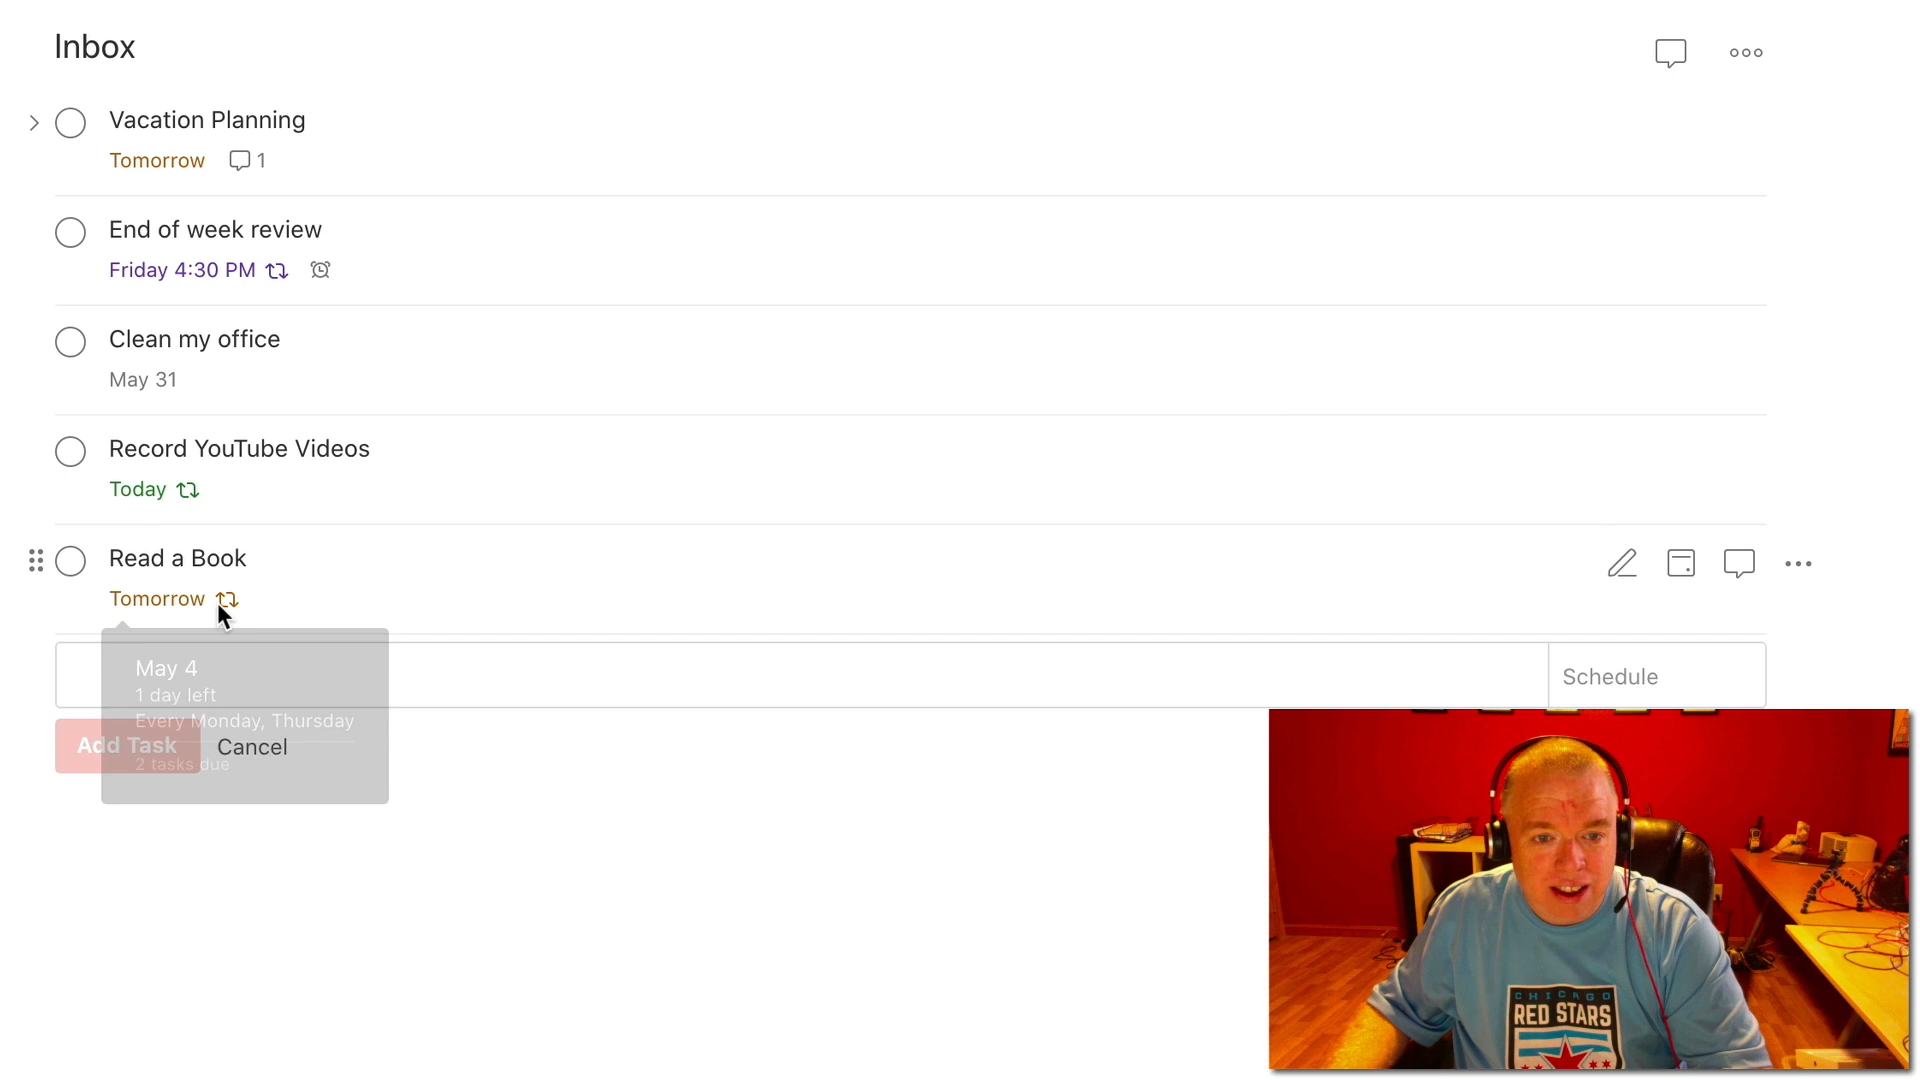 Inbox
Vacation Planning
Tomorrow 1
End of week review
Friday 4:30 PM
Clean my office
May 31
Record YouTube Videos
Today
Read a Book
Tomorrow
May 4
1 day left
Every Monday, Thursday
2 tasks due
Schedule
Add Task Cancel
CHICAGO
RED STARS